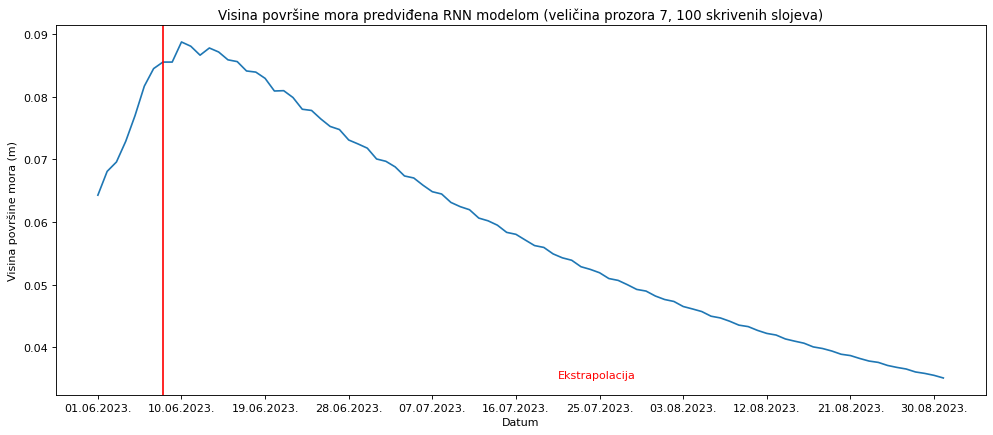 Visina površine mora predviđena RNN modelom (veličina prozora 7, 100 skrivenih slojeva)
Visina površine mora (m)
0.09
0.08
0.07
0.06
0.05
0.04
Ekstrapolacija
01.06.2023. 10.06.2023. 19.06.2023. 28.06.2023. 07.07.2023. 16.07.2023. 25.07.2023. 03.08.2023. 12.08.2023. 21.08.2023. 30.08.2023.
Datum